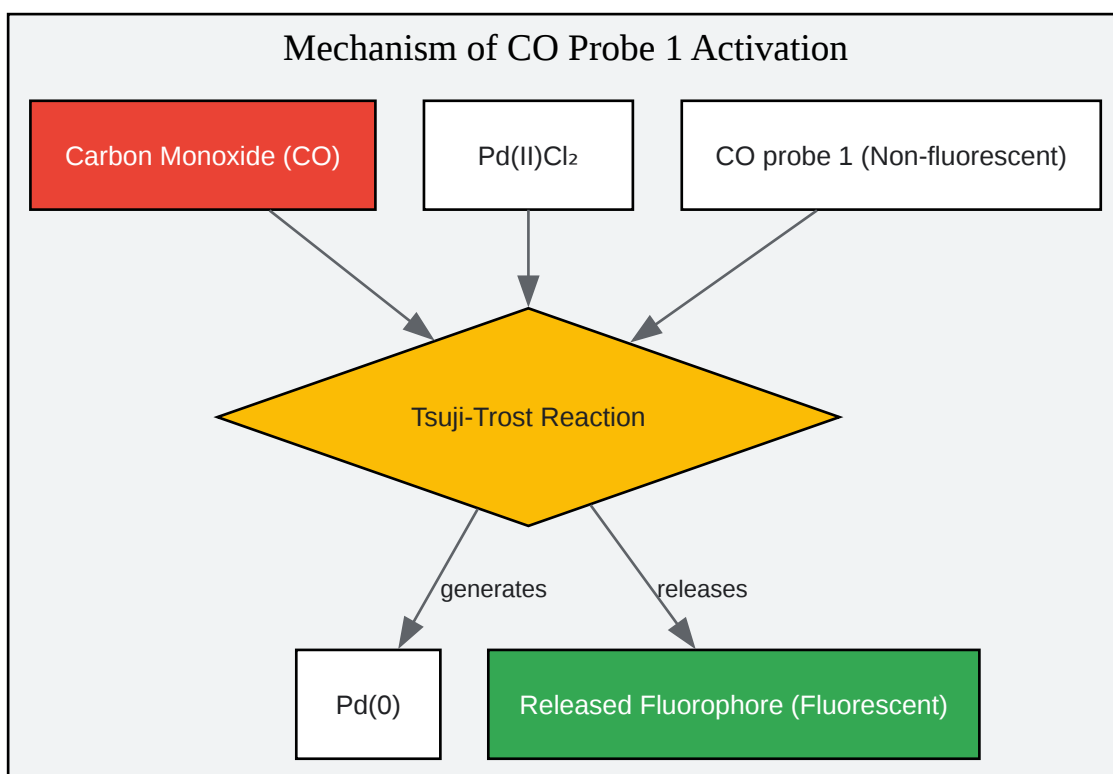 Mechanism of CO Probe 1 Activation
Carbon Monoxide (CO)
Pd(II)Cl₂
CO probe 1 (Non-fluorescent)
Tsuji-Trost Reaction
generates
releases
Pd(0)
Released Fluorophore (Fluorescent)